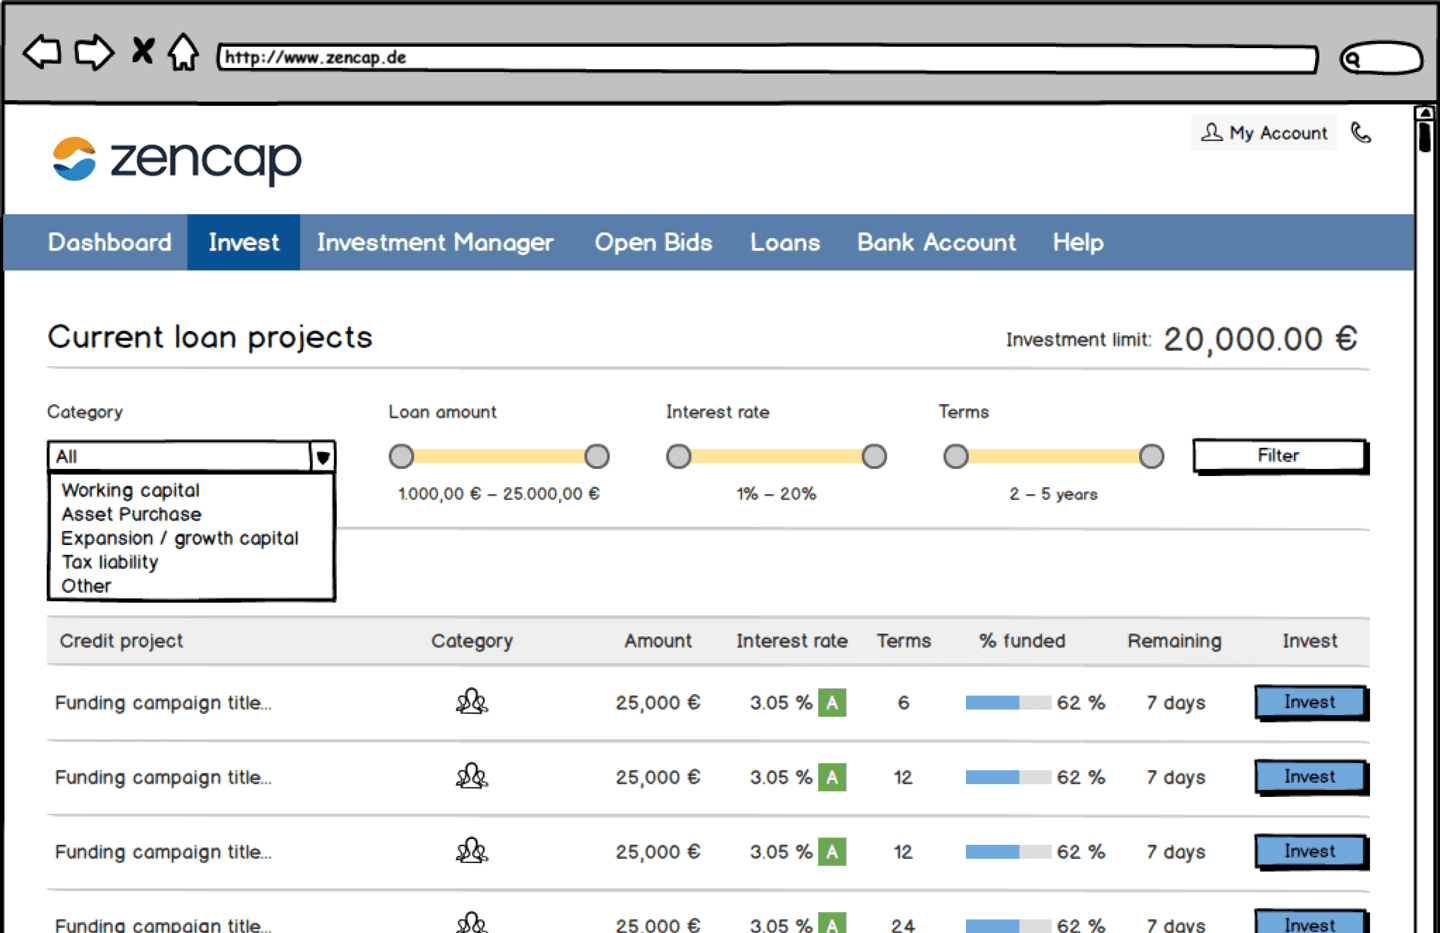 http://www.zencap.de
My Account
zencap
Dashboard Invest Investment Manager Open Bids Loans Bank Account Help
Current loan projects Investment limit: 20,000.00 €
Category Loan amount Interest rate Terms
All Filter
1.000,00 € – 25.000,00 € 1% – 20% 2 – 5 years
Working capital
Asset Purchase
Expansion / growth capital
Tax liability
Other
Credit project Category Amount Interest rate Terms % funded Remaining Invest
Funding campaign title... 25,000 € 3.05 % A 6 62 % 7 days Invest
Funding campaign title... 25,000 € 3.05 % A 12 62 % 7 days Invest
Funding campaign title... 25,000 € 3.05 % A 12 62 % 7 days Invest
Funding campaign title... 25,000 € 3.05 % A 24 62 % 7 days Invest